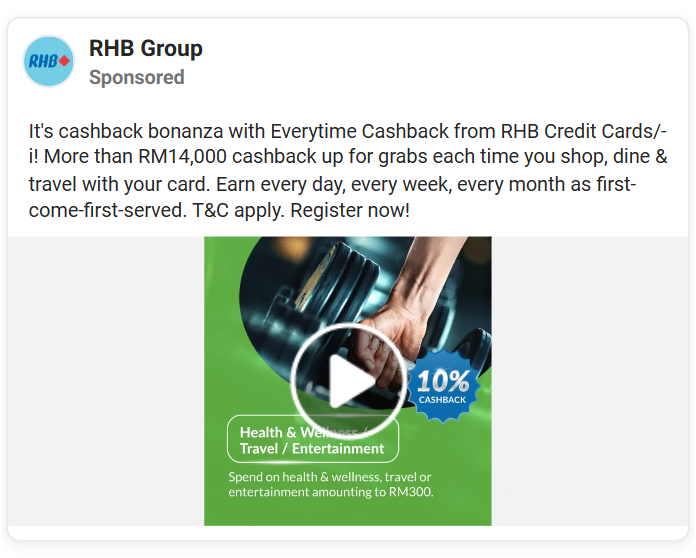 RHB
RHB Group
Sponsored
It's cashback bonanza with Everytime Cashback from RHB Credit Cards/-
i! More than RM14,000 cashback up for grabs each time you shop, dine &
travel with your card. Earn every day, every week, every month as first-
come-first-served. T&C apply. Register now!
10%
CASHBACK
Health & Wellness /
Travel / Entertainment
Spend on health & wellness, travel or
entertainment amounting to RM300.